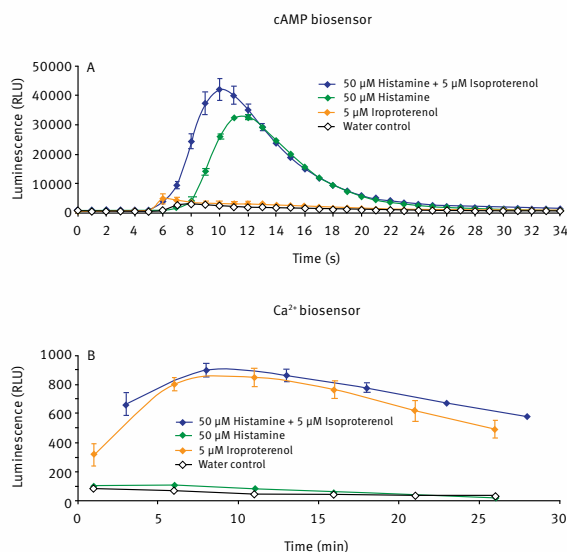 cAMP biosensor
A
50 µM Histamine + 5 µM Isoproterenol
50 µM Histamine
5 µM Iroproterenol
Water control
Luminescence (RLU)
50000
40000
30000
20000
10000
0
0 2 4 6 8 10 12 14 16 18 20 22 24 26 28 30 32 34
Time (s)
Ca²⁺ biosensor
B
50 µM Histamine + 5 µM Isoproterenol
50 µM Histamine
5 µM Iroproterenol
Water control
Luminescence (RLU)
1000
800
600
400
200
0
0 5 10 15 20 25 30
Time (min)